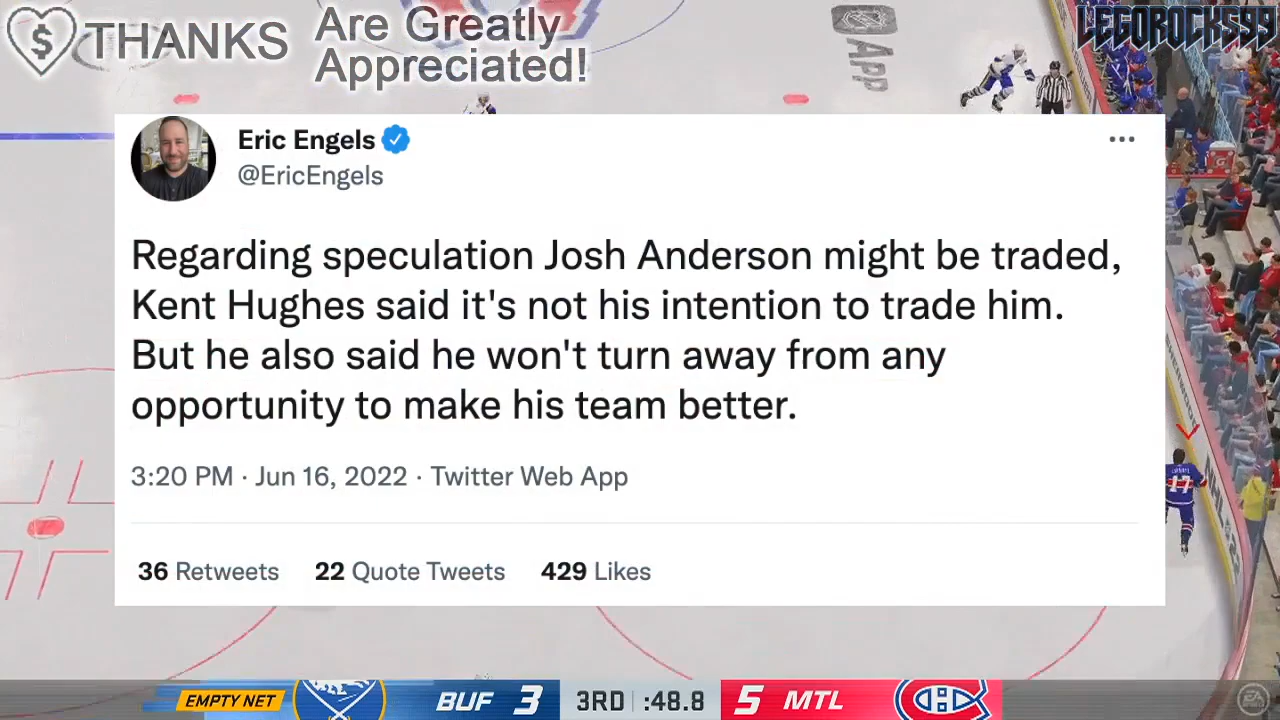 THANKS
Are Greatly
Appreciated!
LEGOROCKS99
App
Eric Engels
@EricEngels
Regarding speculation Josh Anderson might be traded,
Kent Hughes said it's not his intention to trade him.
But he also said he won't turn away from any
opportunity to make his team better.
3:20 PM · Jun 16, 2022 · Twitter Web App
36 Retweets 22 Quote Tweets 429 Likes
17
EMPTY NET BUF 3 3RD :48.8 5 MTL